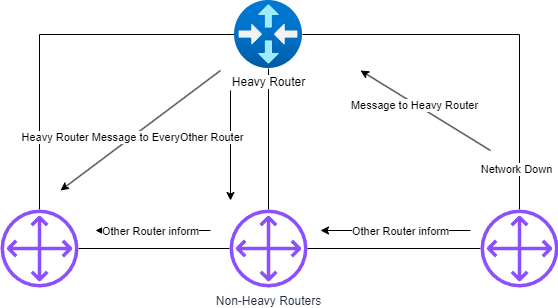 Heavy Router
Message to Heavy Router
Heavy Router Message to EveryOther Router
Network Down
Other Router inform
Other Router inform
Non-Heavy Routers